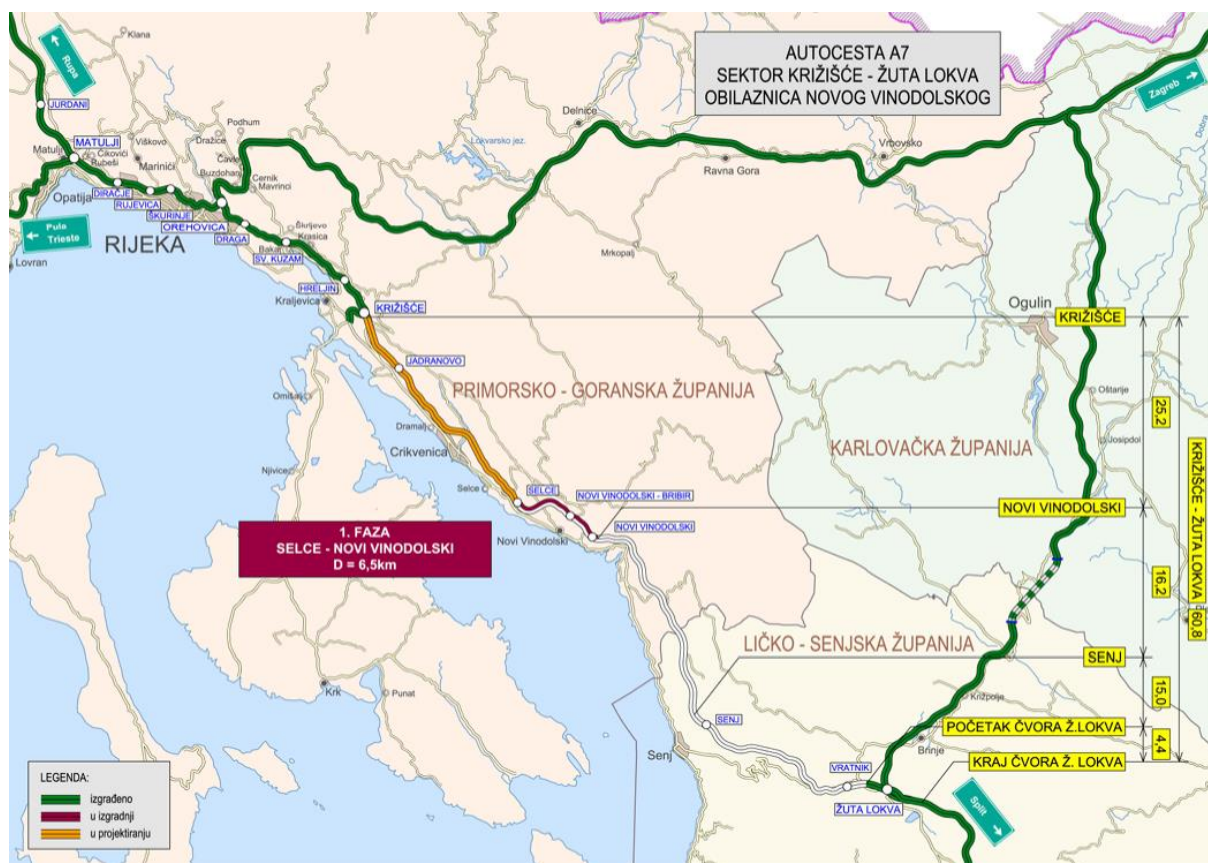 AUTOCESTA A7
SEKTOR KRIŽIŠĆE - ŽUTA LOKVA
OBILAZNICA NOVOG VINODOLSKOG
Rupa
Klana
Zagreb
JURDANI
Delnice
Dobra
MATULJI
Matulji
Viškovo
Dražice
Podhum
Lokvarsko jez.
Čikovići
Rubeši
Marinići
Čavle
Buzdohan
Cernik
Mavrinci
Vrbovsko
Ravna Gora
Opatija
DIRAČJE
RUJEVICA
ŠKURINJE
OREHOVICA
DRAGA
Škrljevo
Krasica
Bakar
SV. KUZAM
Pula
Trieste
RIJEKA
Lovran
Mrkopalj
HRELJIN
Kraljevica
KRIŽIŠĆE
Ogulin
KRIŽIŠĆE
JADRANOVO
PRIMORSKO - GORANSKA ŽUPANIJA
Omišalj
Oštarije
25,2
Dramalj
Crikvenica
KARLOVAČKA ŽUPANIJA
Josipdol
Njivice
Selce
SELCE
NOVI VINODOLSKI - BRIBIR
NOVI VINODOLSKI
KRIŽIŠĆE - ŽUTA LOKVA
60,8
1. FAZA
SELCE - NOVI VINODOLSKI
D = 6,5km
Novi Vinodolski
NOVI VINODOLSKI
16,2
LIČKO - SENJSKA ŽUPANIJA
SENJ
Krk
Punat
Križpolje
15,0
SENJ
Senj
Brinje
POČETAK ČVORA Ž.LOKVA
4,4
VRATNIK
KRAJ ČVORA Ž. LOKVA
ŽUTA LOKVA
Split
LEGENDA:
izgrađeno
u izgradnji
u projektiranju